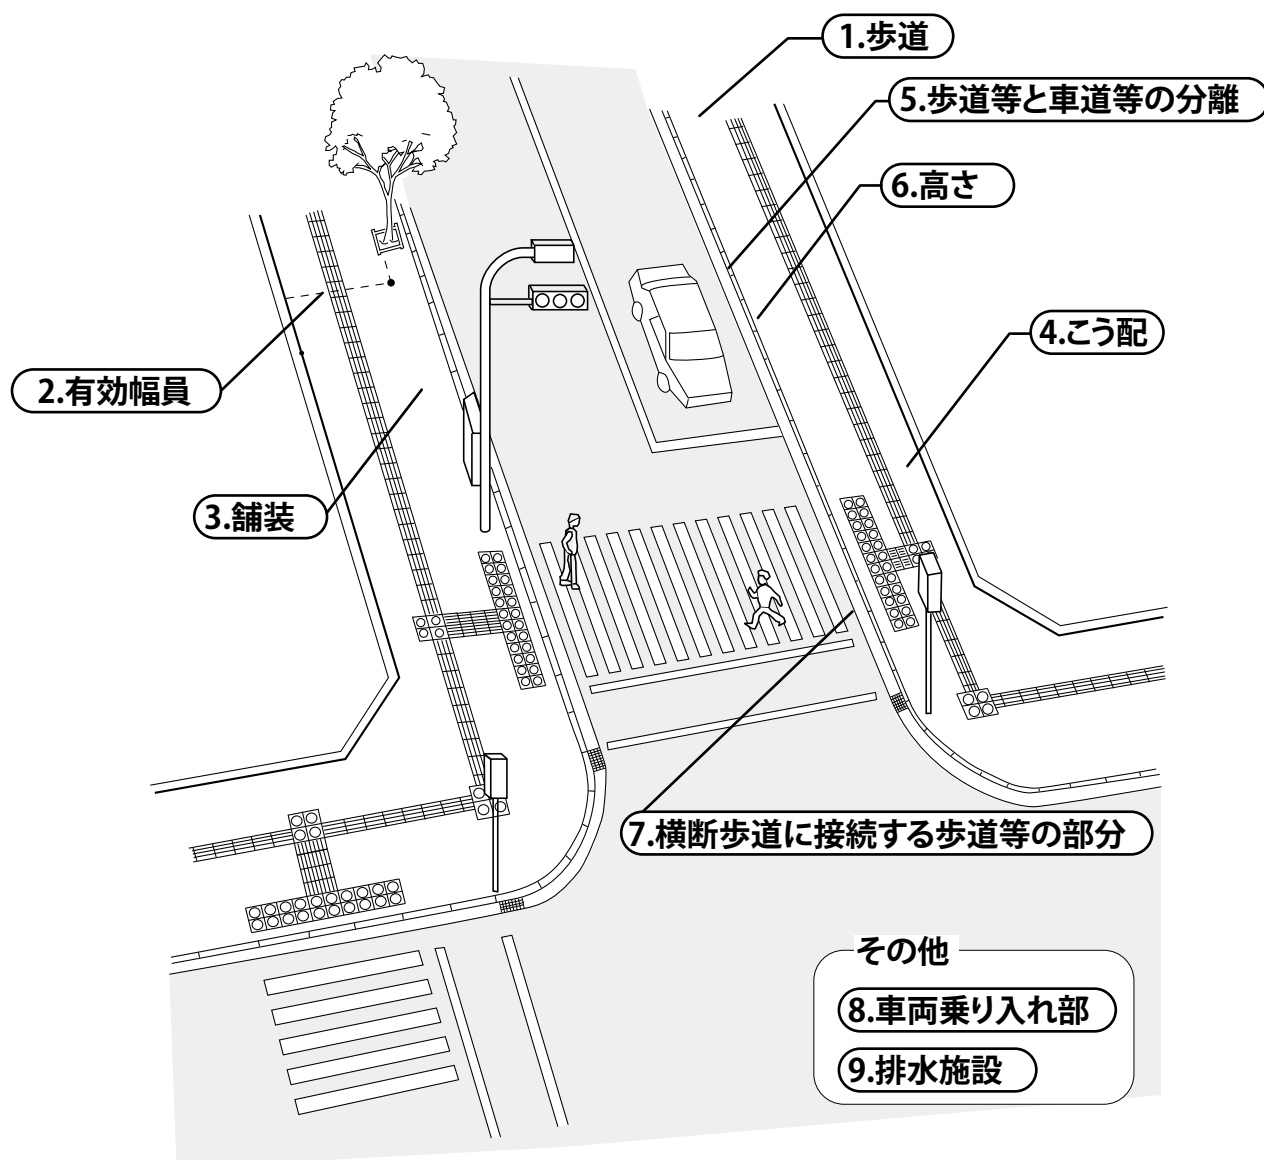 1.歩道
5.歩道等と車道等の分離
6.高さ
4.こう配
2.有効幅員
3.舗装
7.横断歩道に接続する歩道等の部分
その他
8.車両乗り入れ部
9.排水施設